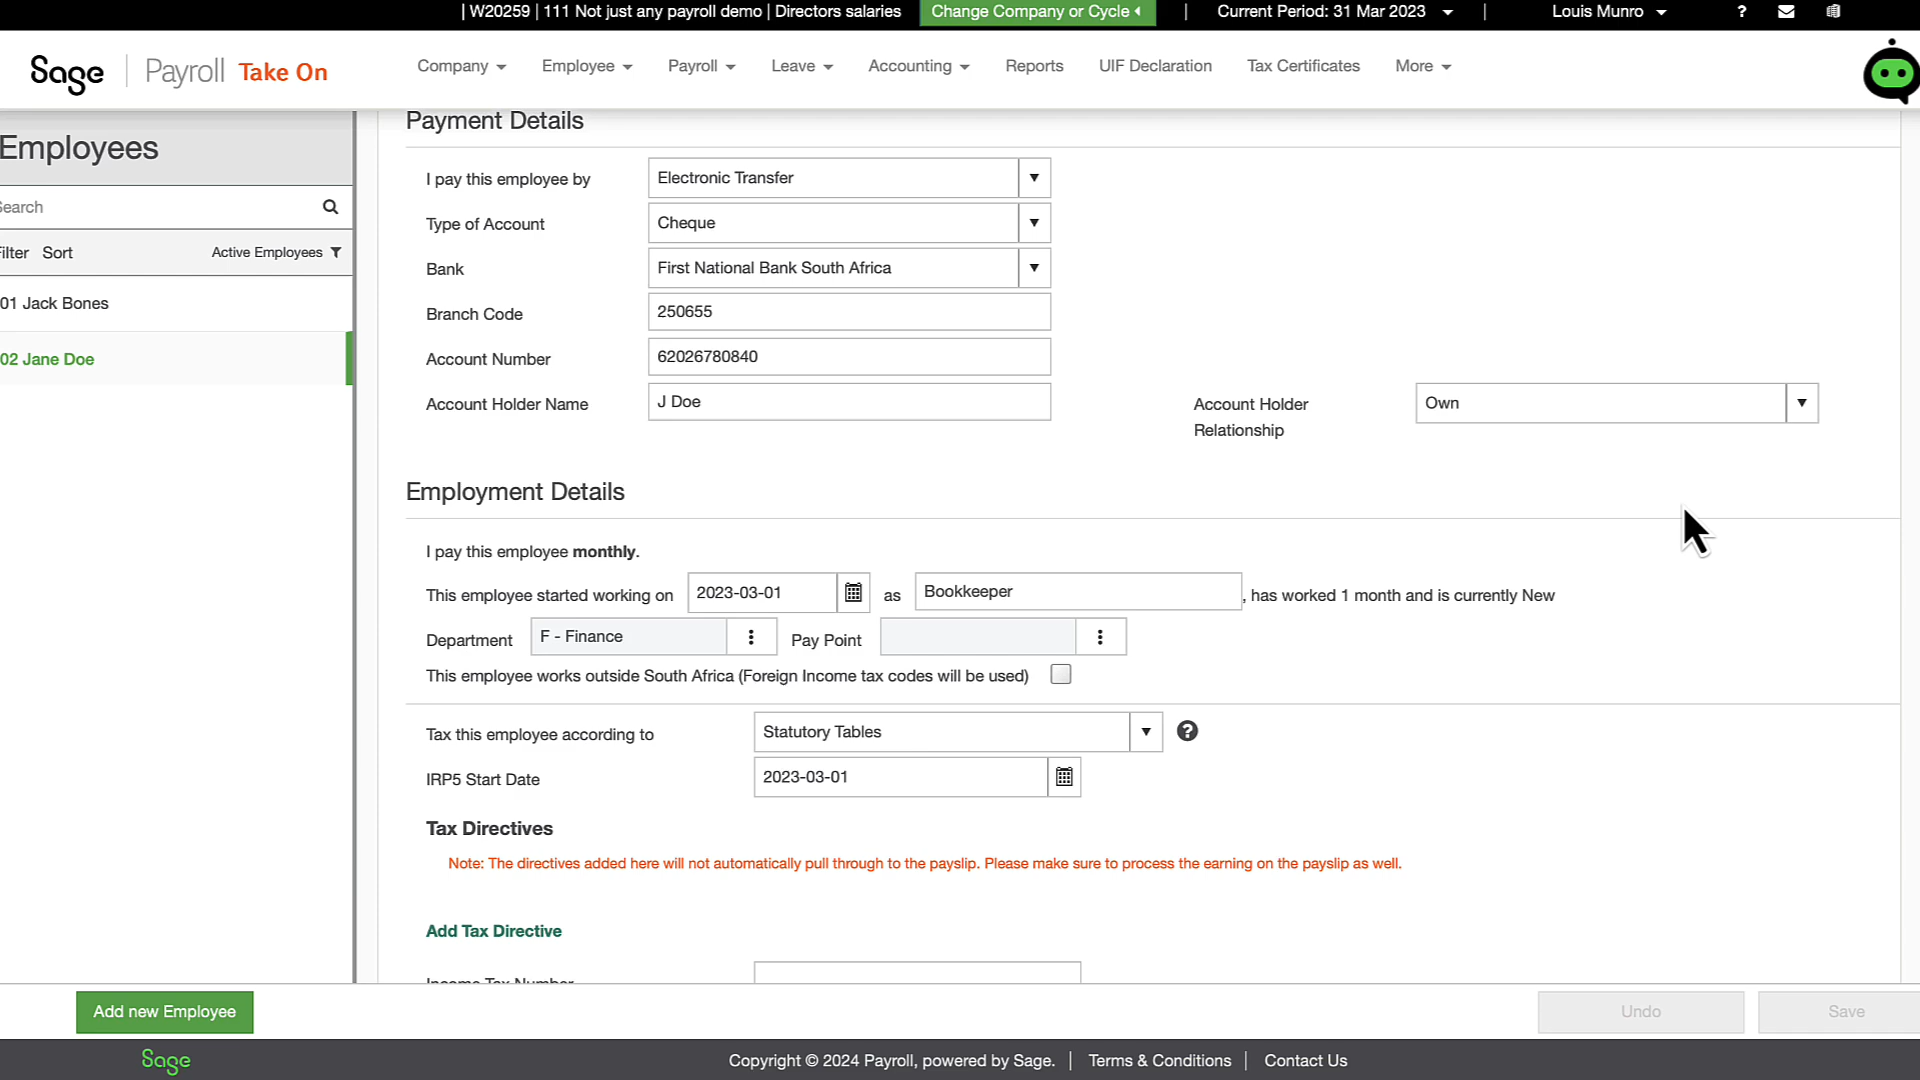 | W20259 | 111 Not just any payroll demo | Directors salaries Change Company or Cycle | Current Period: 31 Mar 2023 | Louis Munro ?
Sage Payroll Take On Company Employee Payroll Leave Accounting Reports UIF Declaration Tax Certificates More
Employees
Search
Filter Sort Active Employees
01 Jack Bones
02 Jane Doe
Payment Details
I pay this employee by Electronic Transfer
Type of Account Cheque
Bank First National Bank South Africa
Branch Code 250655
Account Number 62026780840
Account Holder Name J Doe
Account Holder Own
Relationship
Employment Details
I pay this employee monthly.
This employee started working on 2023-03-01 as Bookkeeper , has worked 1 month and is currently New
Department F - Finance Pay Point
This employee works outside South Africa (Foreign Income tax codes will be used)
Tax this employee according to Statutory Tables ?
IRP5 Start Date 2023-03-01
Tax Directives
Note: The directives added here will not automatically pull through to the payslip. Please make sure to process the earning on the payslip as well.
Add Tax Directive
Income Tax Number
Add new Employee Undo Save
Sage Copyright © 2024 Payroll, powered by Sage. | Terms & Conditions | Contact Us